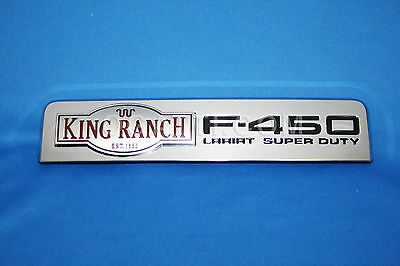 KING RANCH
EST. 1853
F-450
LARIAT SUPER DUTY